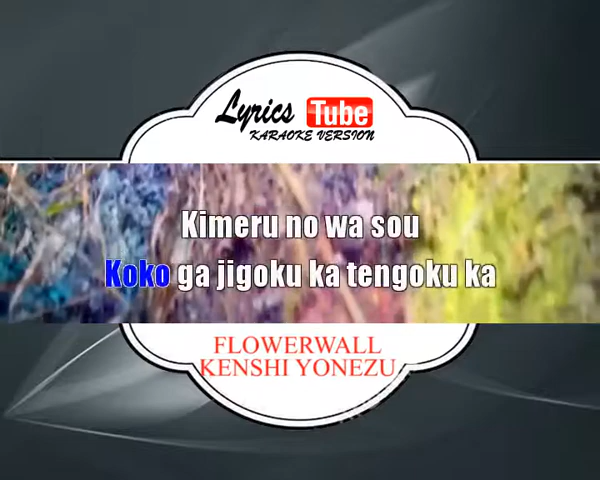 Lyrics Tube
KARAOKE VERSION
Kimeru no wa sou
Koko ga jigoku ka tengoku ka
FLOWERWALL
KENSHI YONEZU